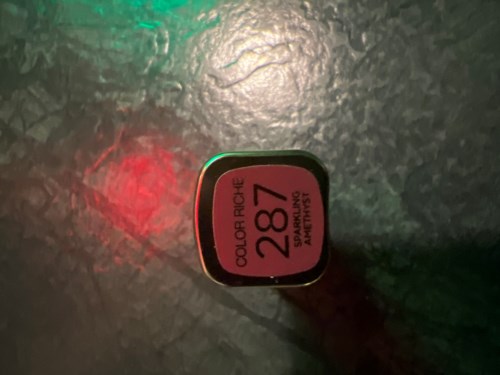 COLOR RICHE
287
SPARKLING
AMETHYST